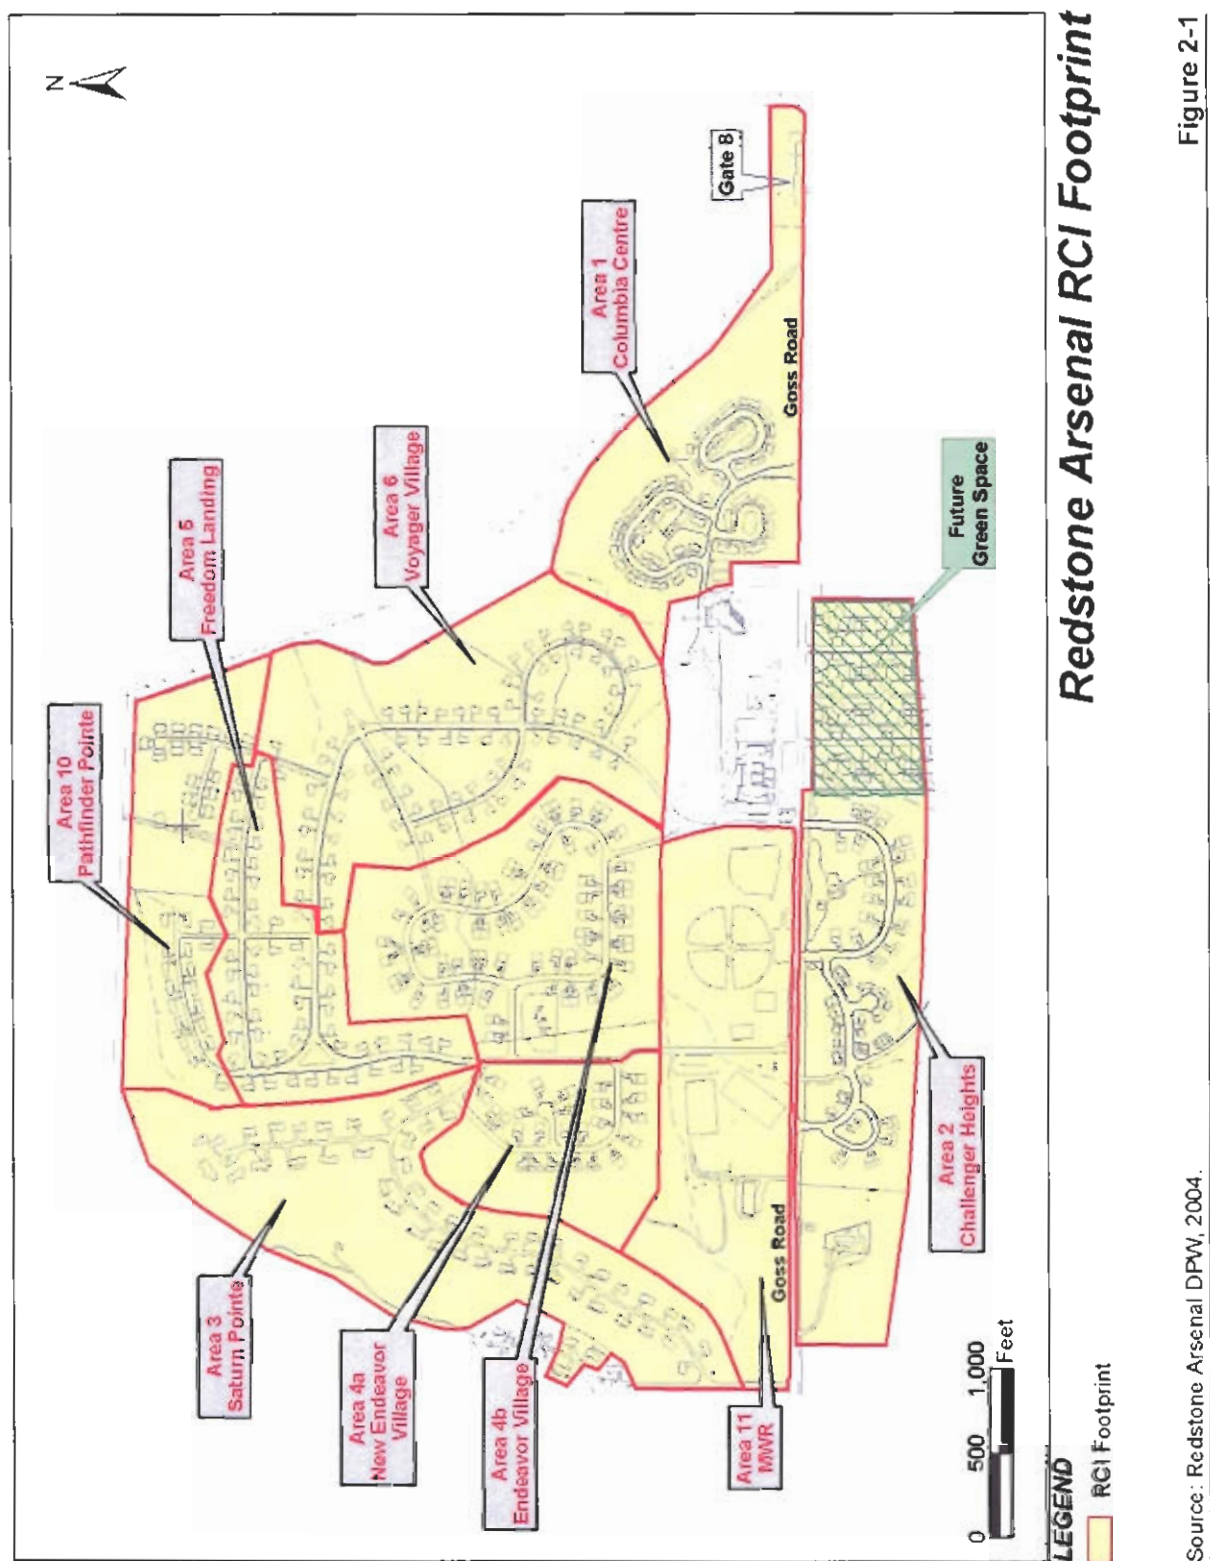 N
Area 10
Pathfinder Pointe
Area 5
Freedom Landing
Area 6
Voyager Village
Area 1
Columbia Centre
Gate 8
Area 3
Saturn Pointe
Area 4a
New Endeavor
Village
Area 4b
Endeavor Village
Area 11
MWR
Goss Road
Goss Road
Area 2
Challenger Heights
Future
Green Space
0 500 1,000
Feet
LEGEND
RCI Footprint
Redstone Arsenal RCI Footprint
Source: Redstone Arsenal DPW, 2004.
Figure 2-1